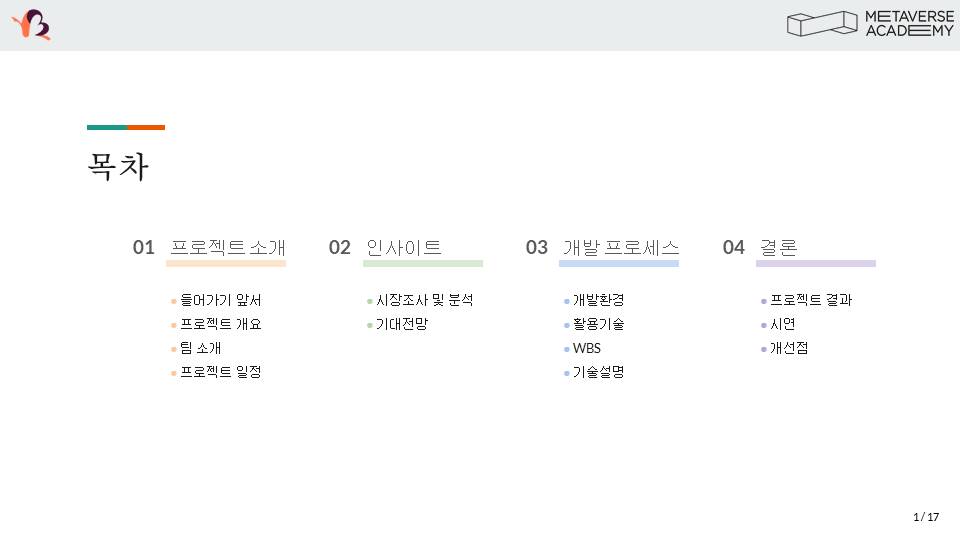 METAVERSE
ACADEMY
목차
01 프로젝트 소개
들어가기 앞서
프로젝트 개요
팀 소개
프로젝트 일정
02 인사이트
시장조사 및 분석
기대전망
03 개발 프로세스
개발환경
활용기술
WBS
기술설명
04 결론
프로젝트 결과
시연
개선점
1 / 17